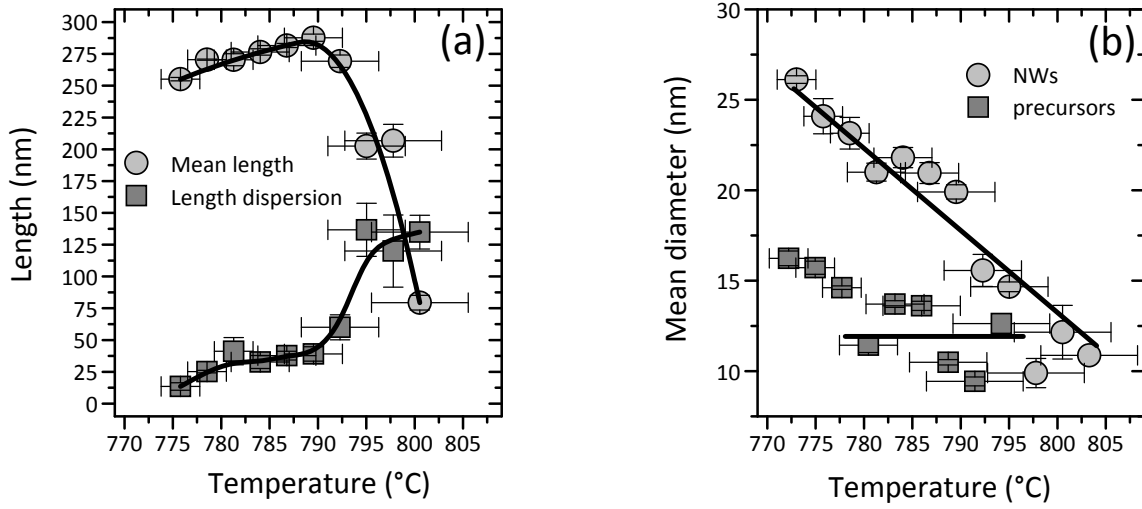 300
275
250
225
200
175
150
125
100
75
50
25
0
Length (nm)
(a)
Mean length
Length dispersion
770 775 780 785 790 795 800 805
Temperature (°C)
30
25
20
15
10
Mean diameter (nm)
(b)
NWs
precursors
770 775 780 785 790 795 800 805
Temperature (°C)